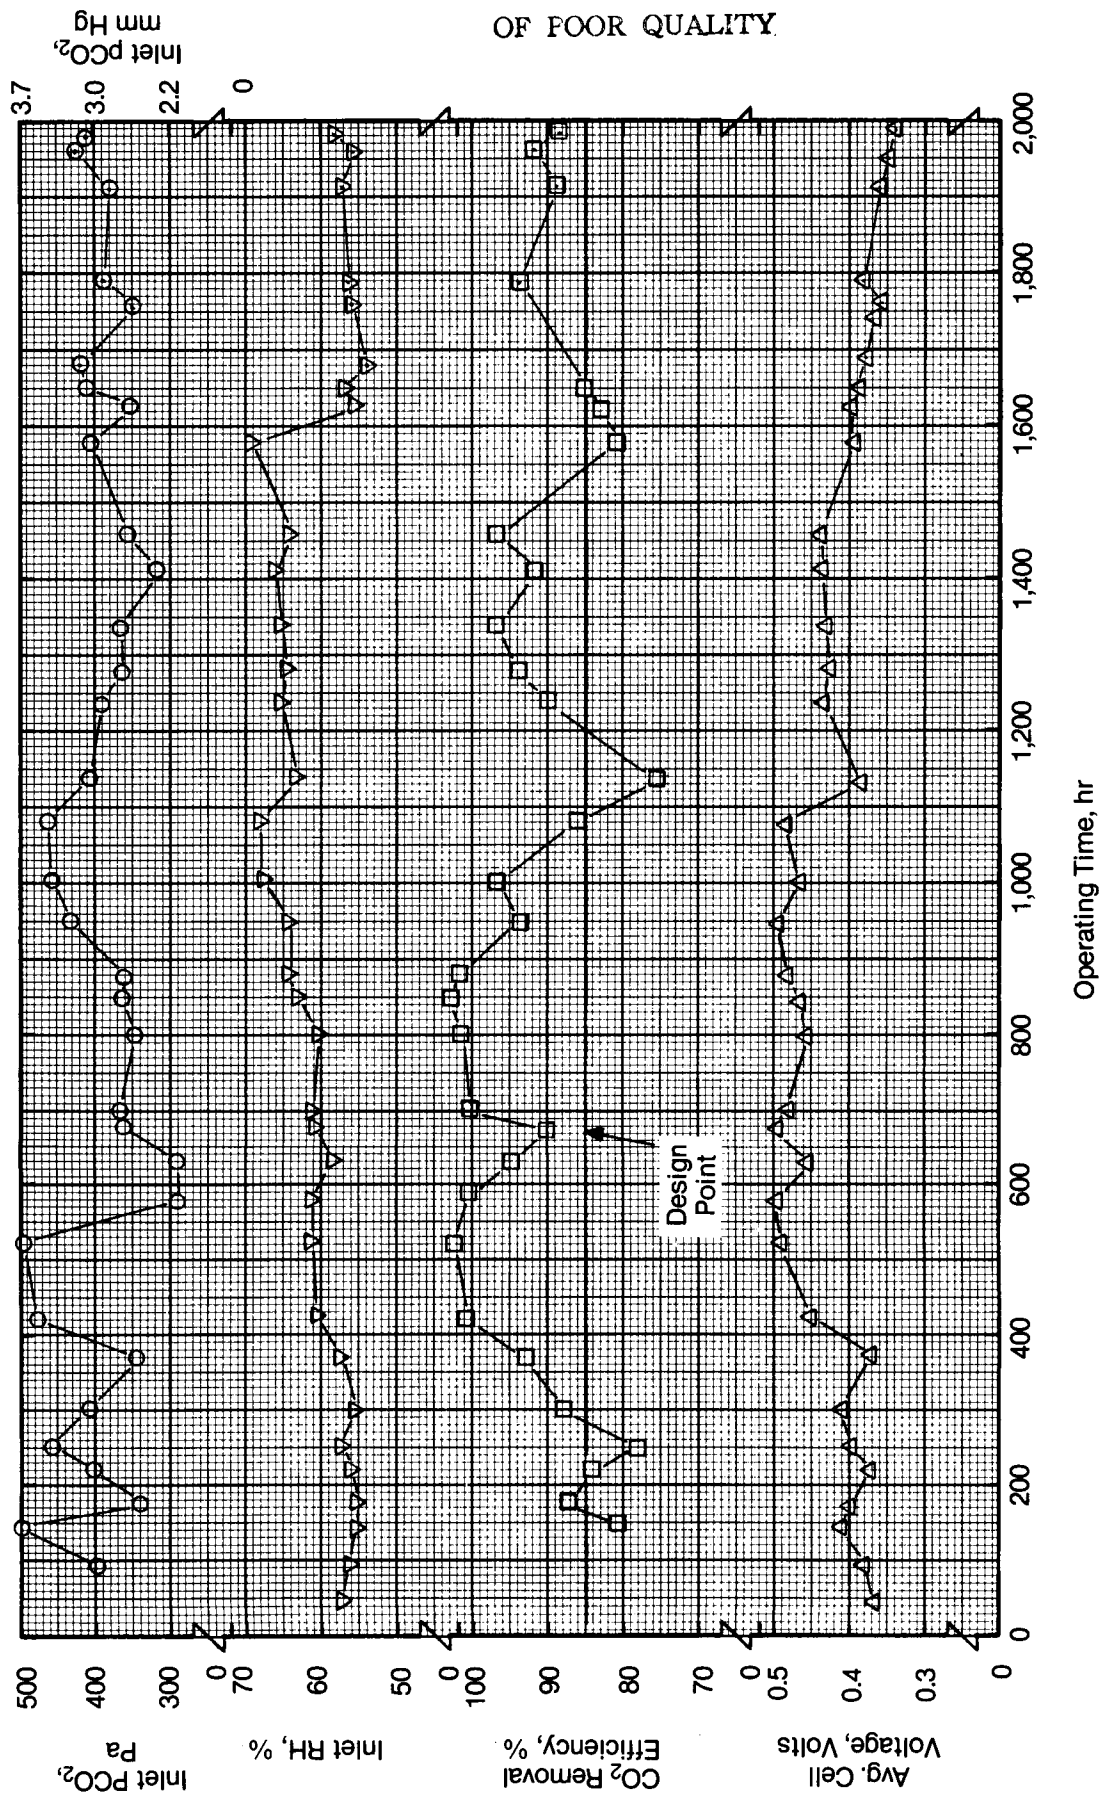 OF FOOR QUALITY
Inlet pCO₂,
mm Hg
3.7
3.0
2.2
0
Inlet PCO₂,
Pa
500
400
300
0
Inlet RH, %
70
60
50
0
CO₂ Removal
Efficiency, %
100
90
80
0
Avg. Cell
Voltage, Volts
0.5
0.4
0.3
0
Design
Point
0
200
400
600
800
1,000
1,200
1,400
1,600
1,800
2,000
Operating Time, hr